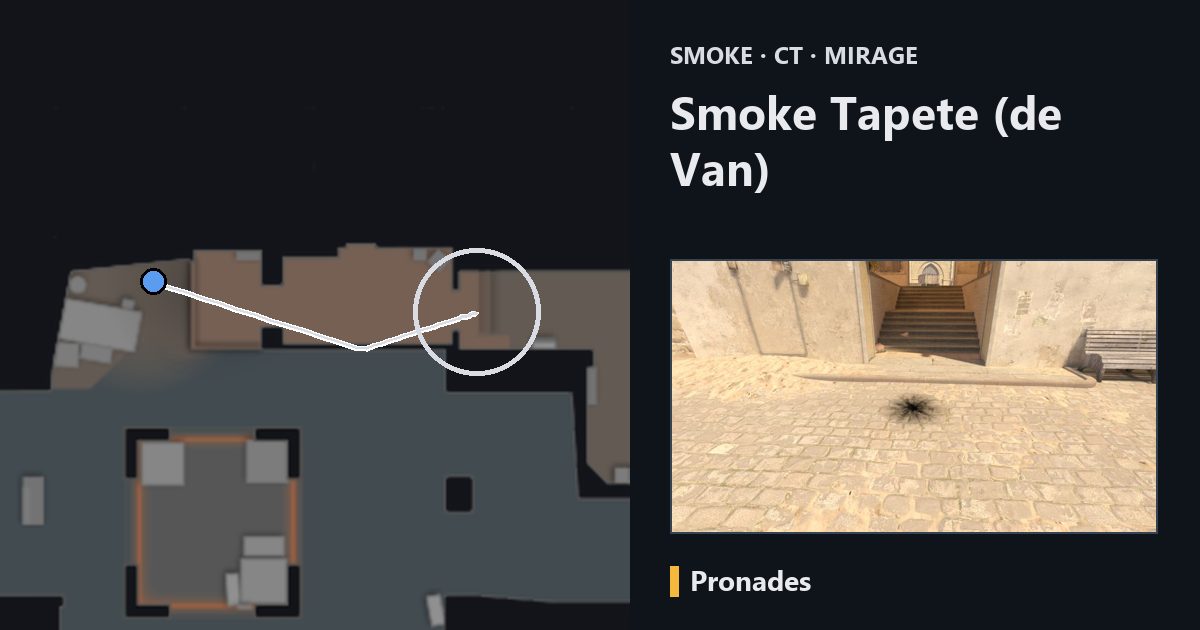 SMOKE · CT · MIRAGE
Smoke Tapete (de
Van)
Pronades